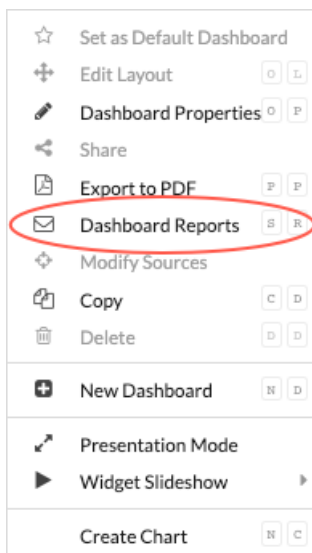 Set as Default Dashboard
Edit Layout O L
Dashboard Properties O P
Share
Export to PDF P P
Dashboard Reports S R
Modify Sources
Copy C D
Delete D D
New Dashboard N D
Presentation Mode
Widget Slideshow
Create Chart N C